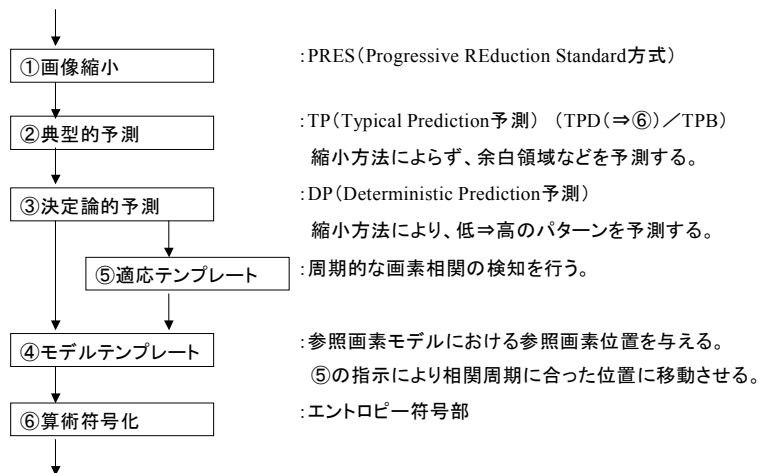 ①画像縮小
:PRES(Progressive REduction Standard方式)
②典型的予測
:TP(Typical Prediction予測) (TPD(⇒⑥)/TPB)
縮小方法によらず、余白領域などを予測する。
③決定論的予測
:DP(Deterministic Prediction予測)
縮小方法により、低⇒高のパターンを予測する。
⑤適応テンプレート
:周期的な画素相関の検知を行う。
④モデルテンプレート
:参照画素モデルにおける参照画素位置を与える。
⑤の指示により相関周期に合った位置に移動させる。
⑥算術符号化
:エントロピー符号部